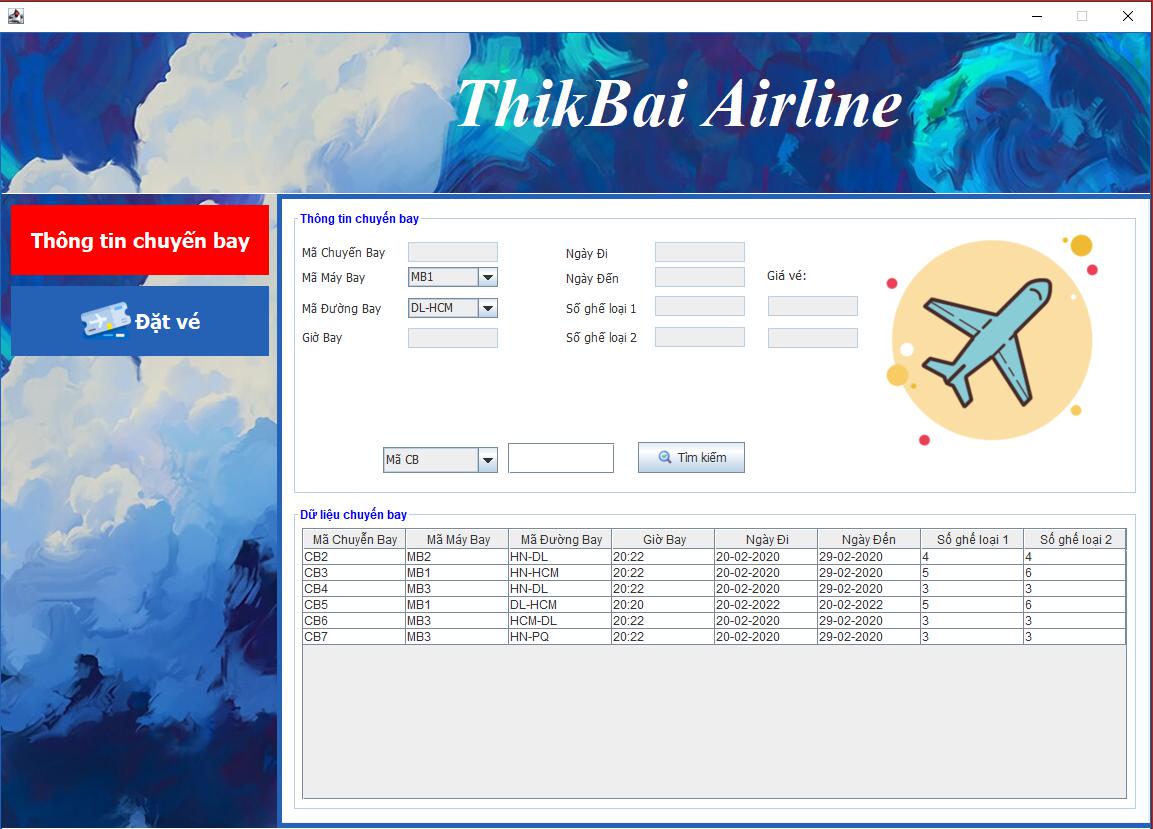 ThikBai Airline
Thông tin chuyến bay
Đặt vé
Thông tin chuyến bay
Mã Chuyến Bay
Ngày Đi
Mã Máy Bay MB1
Ngày Đến
Giá vé:
Mã Đường Bay DL-HCM
Số ghế loại 1
Giờ Bay
Số ghế loại 2
Mã CB Tìm kiếm
Dữ liệu chuyến bay
Mã Chuyển Bay Mã Máy Bay Mã Đường Bay Giờ Bay Ngày Đi Ngày Đến Số ghế loại 1 Số ghế loại 2
CB2 MB2 HN-DL 20:22 20-02-2020 29-02-2020 4 4
CB3 MB1 HN-HCM 20:22 20-02-2020 29-02-2020 5 6
CB4 MB3 HN-DL 20:22 20-02-2020 29-02-2020 3 3
CB5 MB1 DL-HCM 20:20 20-02-2022 20-02-2022 5 6
CB6 MB3 HCM-DL 20:22 20-02-2020 29-02-2020 3 3
CB7 MB3 HN-PQ 20:22 20-02-2020 29-02-2020 3 3